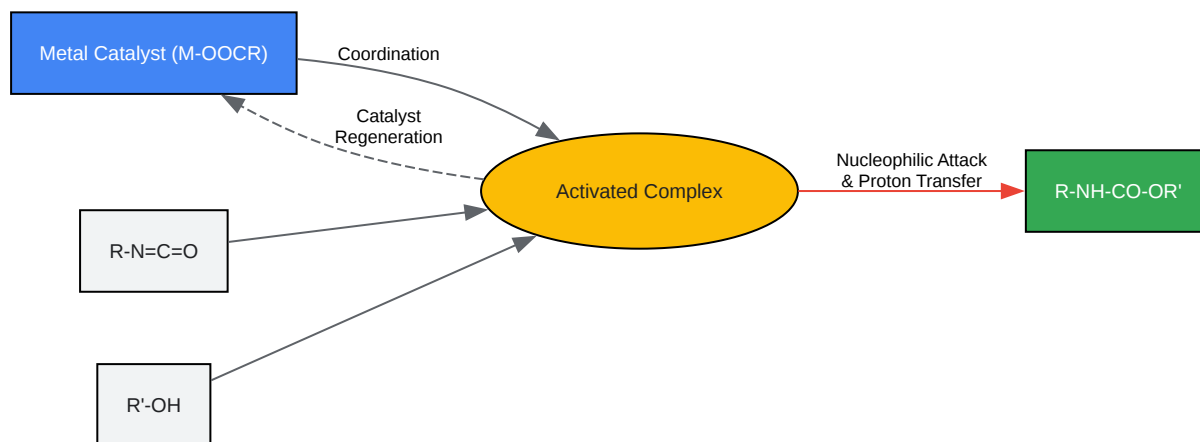 Metal Catalyst (M-OOCR)
Coordination
Catalyst
Regeneration
Activated Complex
Nucleophilic Attack
& Proton Transfer
R-NH-CO-OR'
R-N=C=O
R'-OH